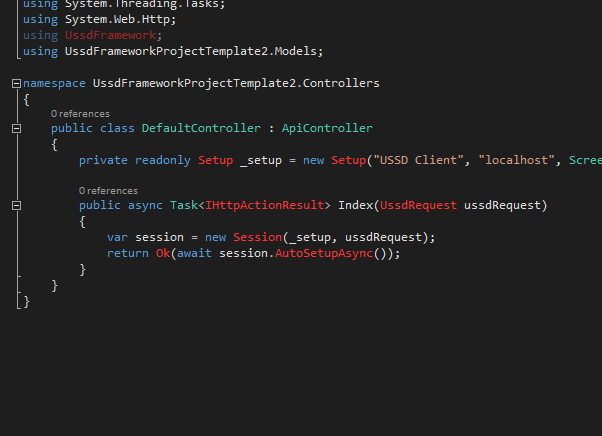 using System.Threading.Tasks;
using System.Web.Http;
using UssdFramework;
using UssdFrameworkProjectTemplate2.Models;
namespace UssdFrameworkProjectTemplate2.Controllers
{
0 references
public class DefaultController : ApiController
{
private readonly Setup _setup = new Setup("USSD Client", "localhost", Scree
0 references
public async Task<IHttpActionResult> Index(UssdRequest ussdRequest)
{
var session = new Session(_setup, ussdRequest);
return Ok(await session.AutoSetupAsync());
}
}
}